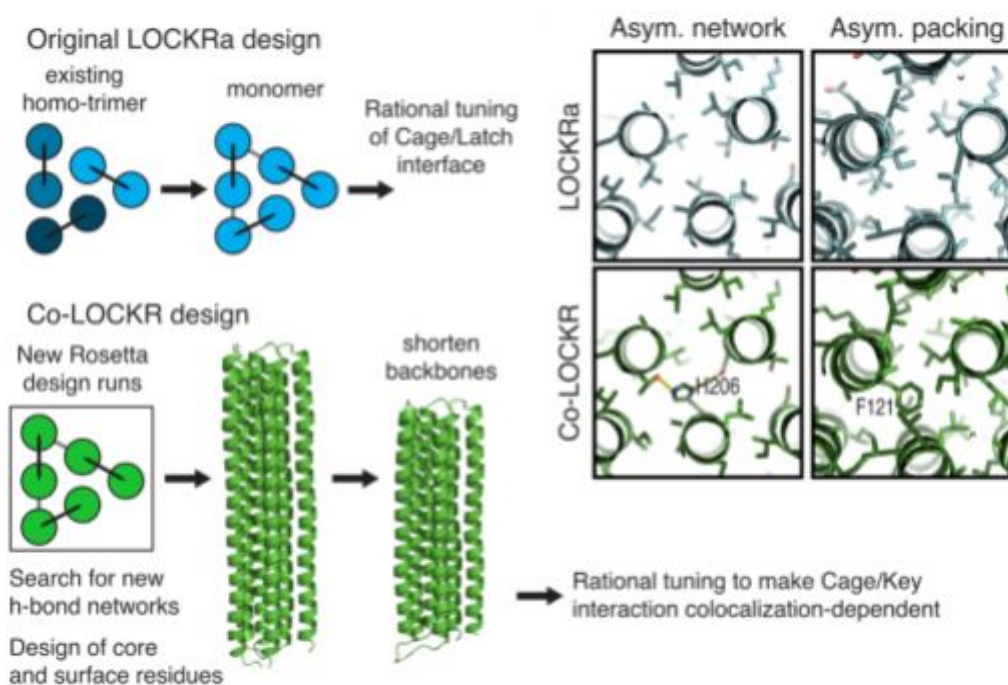 Original LOCKRa design
existing
homo-trimer
monomer
Rational tuning
of Cage/Latch
interface
Co-LOCKR design
New Rosetta
design runs
Search for new
h-bond networks
Design of core
and surface residues
shorten
backbones
Rational tuning to make Cage/Key
interaction colocalization-dependent
Asym. network
Asym. packing
LOCKRa
Co-LOCKR
H206
F121